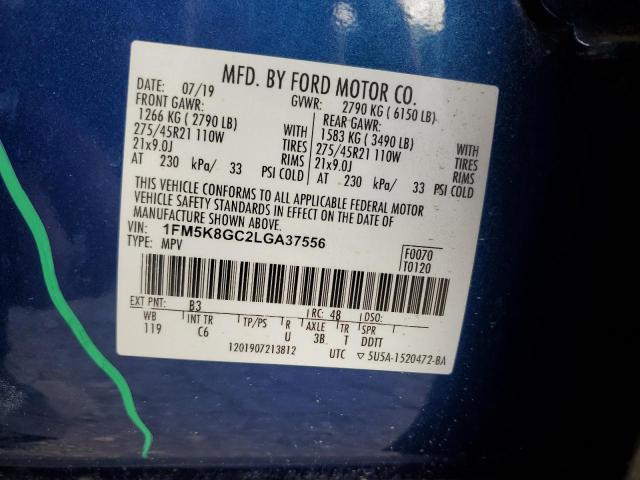 MFD. BY FORD MOTOR CO.
DATE: 07/19 GVWR: 2790 KG ( 6150 LB)
FRONT GAWR: REAR GAWR:
1266 KG ( 2790 LB) WITH 1583 KG ( 3490 LB) WITH
275/45R21 110W TIRES 275/45R21 110W TIRES
21x9.0J RIMS 21x9.0J RIMS
AT 230 kPa/ 33 PSI COLD AT 230 kPa/ 33 PSI COLD
THIS VEHICLE CONFORMS TO ALL APPLICABLE FEDERAL MOTOR
VEHICLE SAFETY STANDARDS IN EFFECT ON THE DATE OF
MANUFACTURE SHOWN ABOVE.
VIN: 1FM5K8GC2LGA37556 F0070
TYPE: MPV T0120
EXT PNT: B3 RC: 48 DSO:
WB INT TR TP/PS R AXLE TR SPR
119 C6 U 3B T DDTT
1201907213812 UTC ▽ 5U5A-1520472-BA